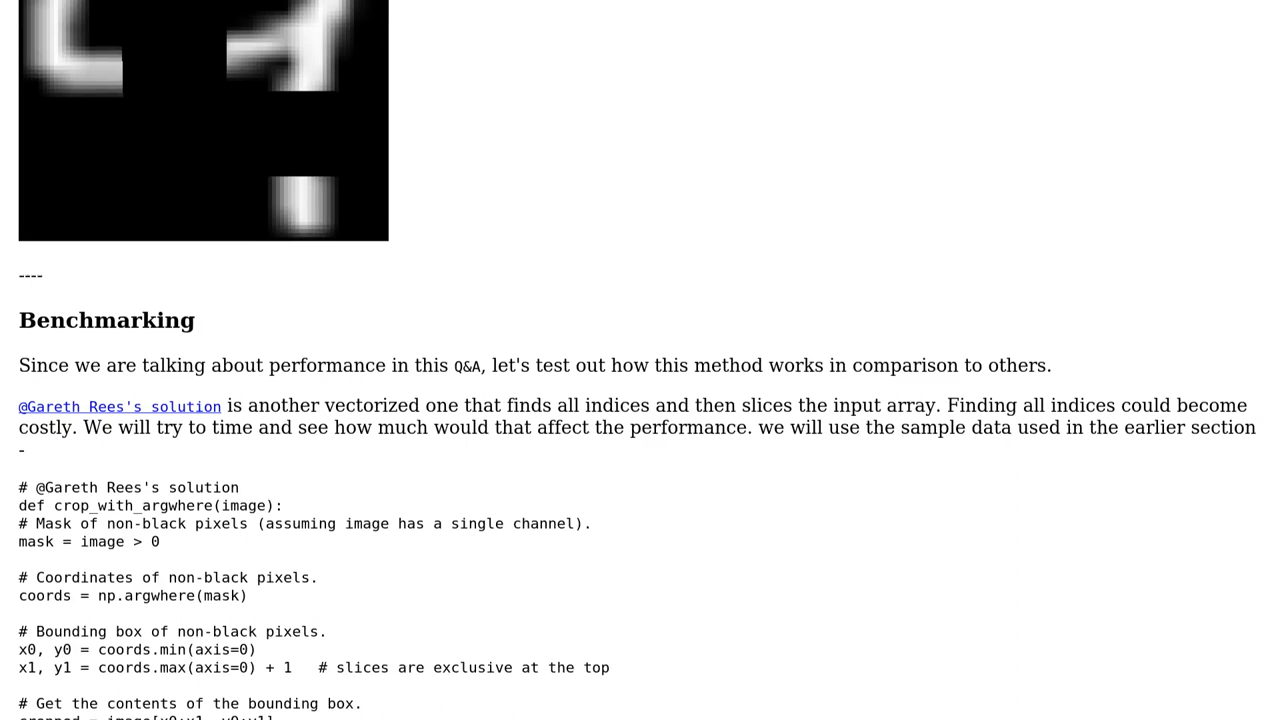 ----
Benchmarking
Since we are talking about performance in this Q&A, let's test out how this method works in comparison to others.
@Gareth Rees's solution is another vectorized one that finds all indices and then slices the input array. Finding all indices could become
costly. We will try to time and see how much would that affect the performance. we will use the sample data used in the earlier section
-
# @Gareth Rees's solution
def crop_with_argwhere(image):
# Mask of non-black pixels (assuming image has a single channel).
mask = image > 0
# Coordinates of non-black pixels.
coords = np.argwhere(mask)
# Bounding box of non-black pixels.
x0, y0 = coords.min(axis=0)
x1, y1 = coords.max(axis=0) + 1   # slices are exclusive at the top
# Get the contents of the bounding box.
cropped = image[x0:x1, y0:y1]